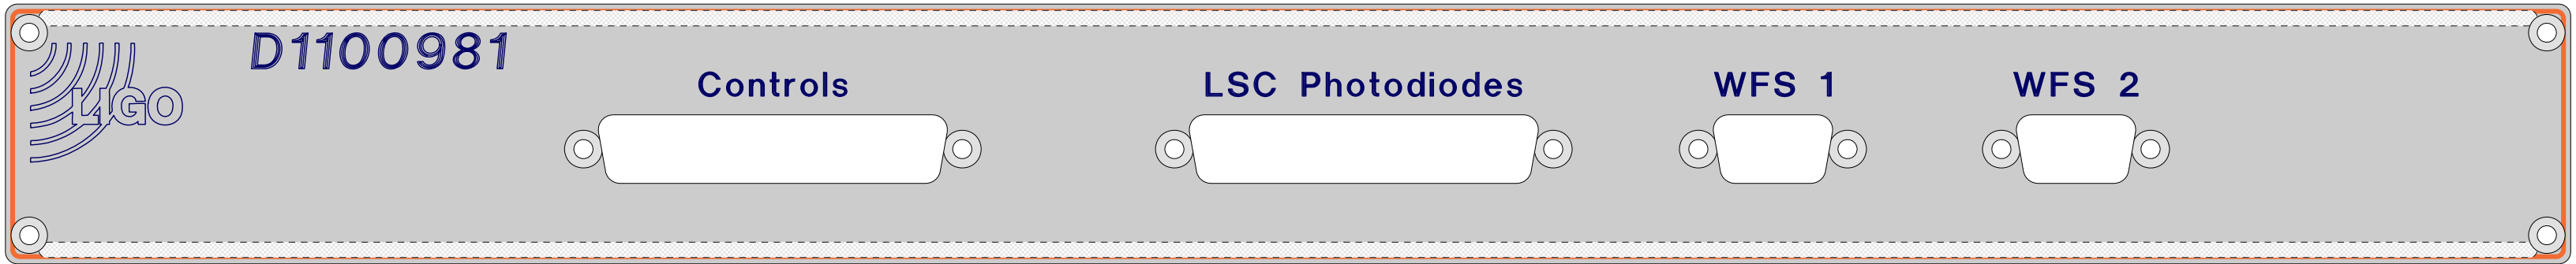 LIGO
D1100981
Controls
LSC Photodiodes
WFS 1
WFS 2